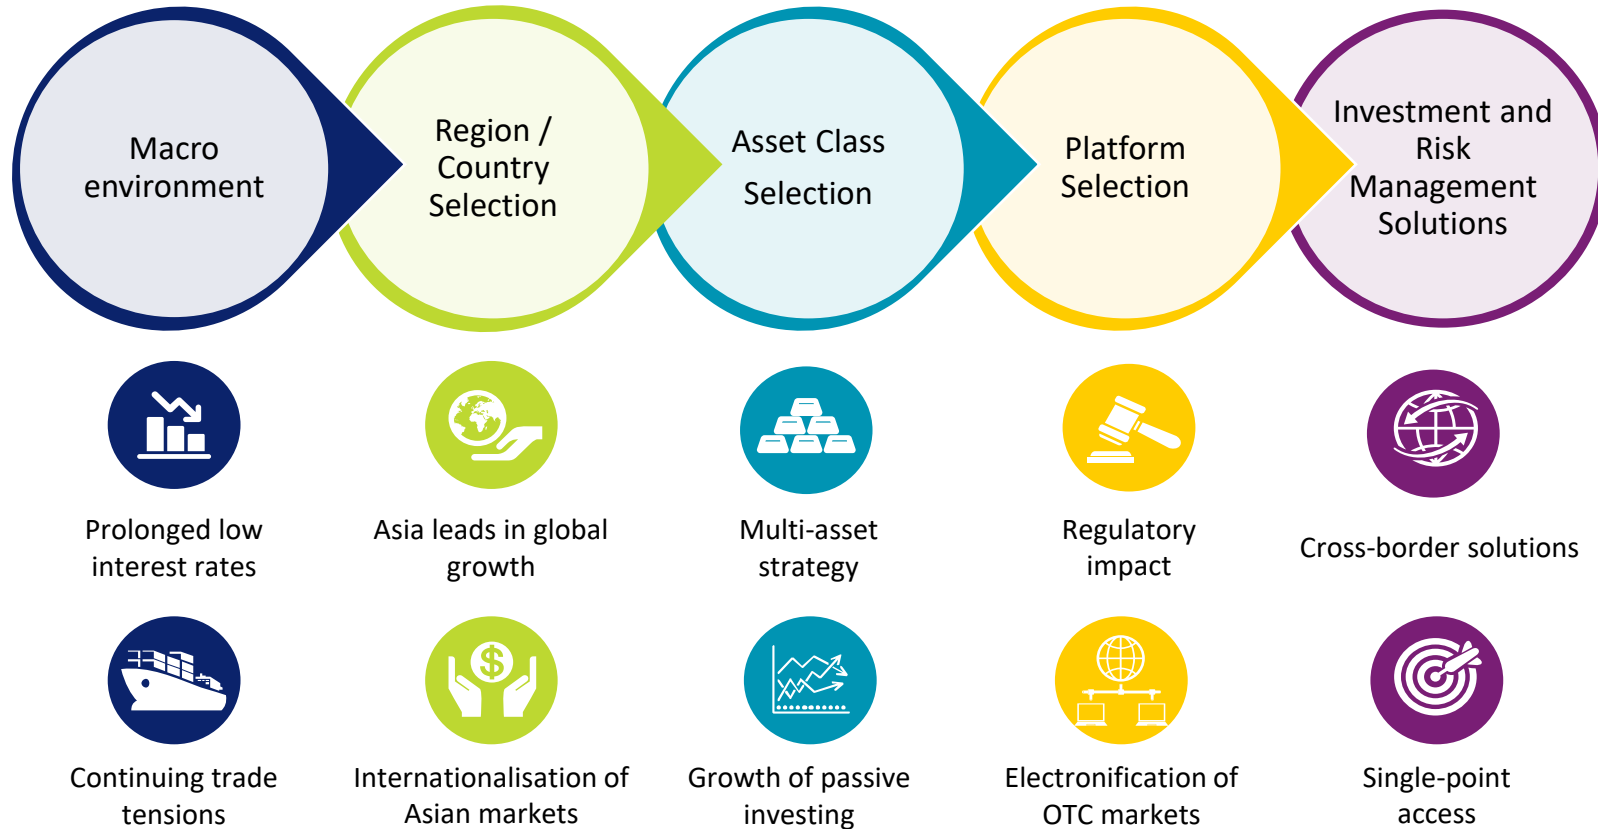 Macro
environment
Region /
Country
Selection
Asset Class
Selection
Platform
Selection
Investment and
Risk
Management
Solutions
Prolonged low
interest rates
Asia leads in global
growth
Multi-asset
strategy
Regulatory
impact
Cross-border solutions
$
Continuing trade
tensions
Internationalisation of
Asian markets
Growth of passive
investing
Electronification of
OTC markets
Single-point
access